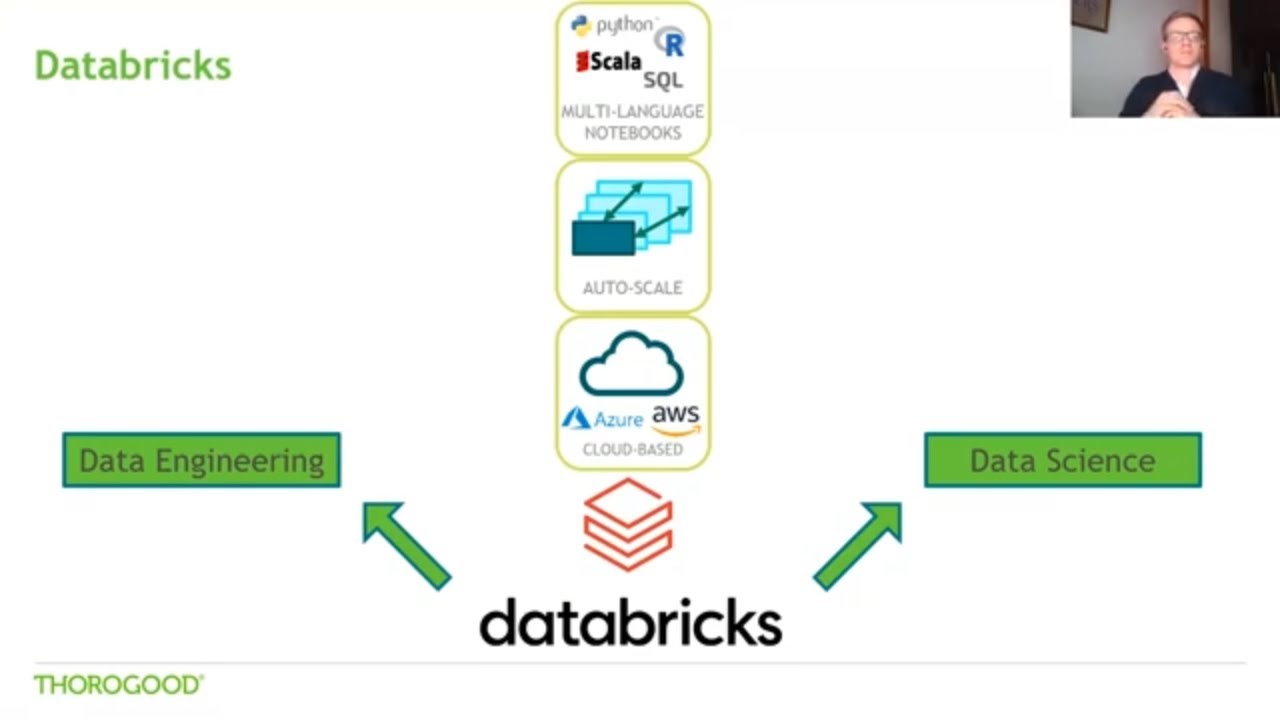 Databricks
python
R
Scala
SQL
MULTI-LANGUAGE
NOTEBOOKS
AUTO-SCALE
Azure aws
CLOUD-BASED
Data Engineering
Data Science
databricks
THOROGOOD®